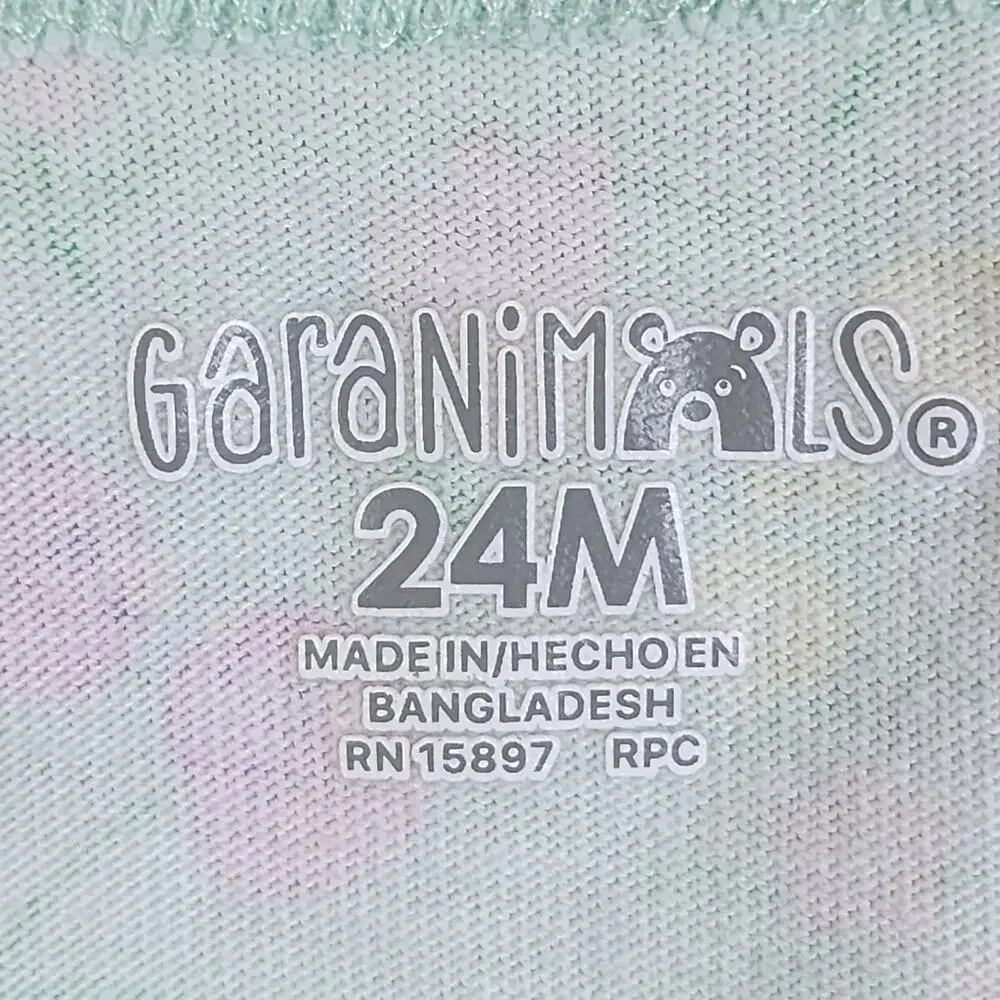 GARANIMALS®
24M
MADE IN/HECHO EN
BANGLADESH
RN 15897 RPC